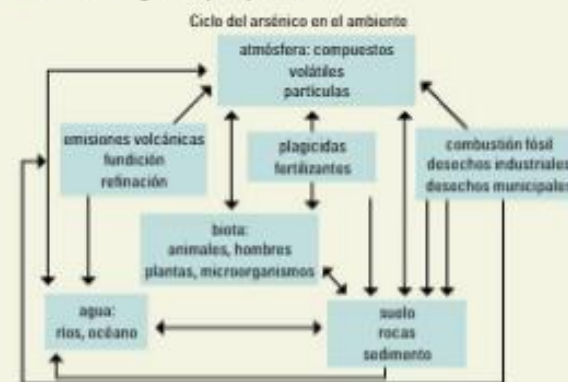 Ciclo del arsénico en el ambiente
atmósfera: compuestos
volátiles
partículas
emisiones volcánicas
fundición
refinación
plagicidas
fertilizantes
combustión fósil
desechos industriales
desechos municipales
biota:
animales, hombres
plantas, microorganismos
agua:
ríos, océano
suelo
rocas
sedimento